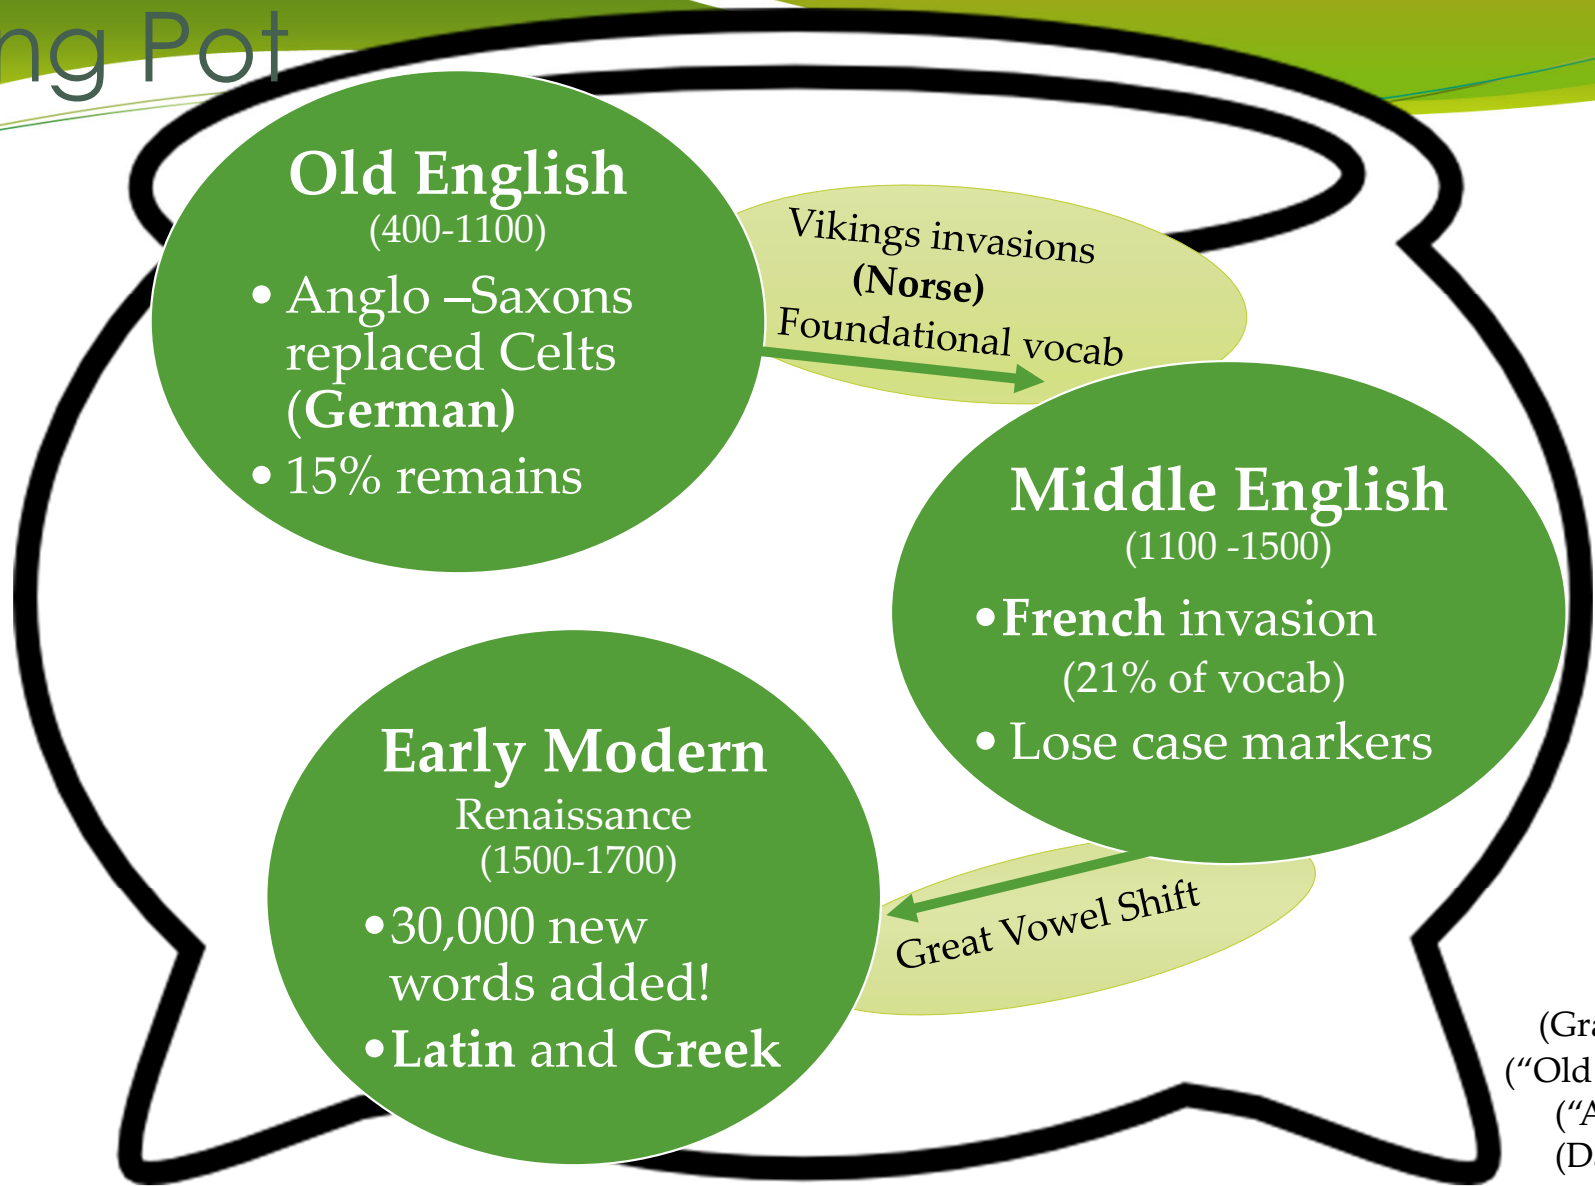 ng Pot
Old English
(400-1100)
• Anglo –Saxons
replaced Celts
(German)
• 15% remains
Vikings invasions
(Norse)
Foundational vocab
Middle English
(1100 -1500)
•French invasion
(21% of vocab)
• Lose case markers
Great Vowel Shift
Early Modern
Renaissance
(1500-1700)
•30,000 new
words added!
•Latin and Greek
(Gra
(“Old
(“A
(D